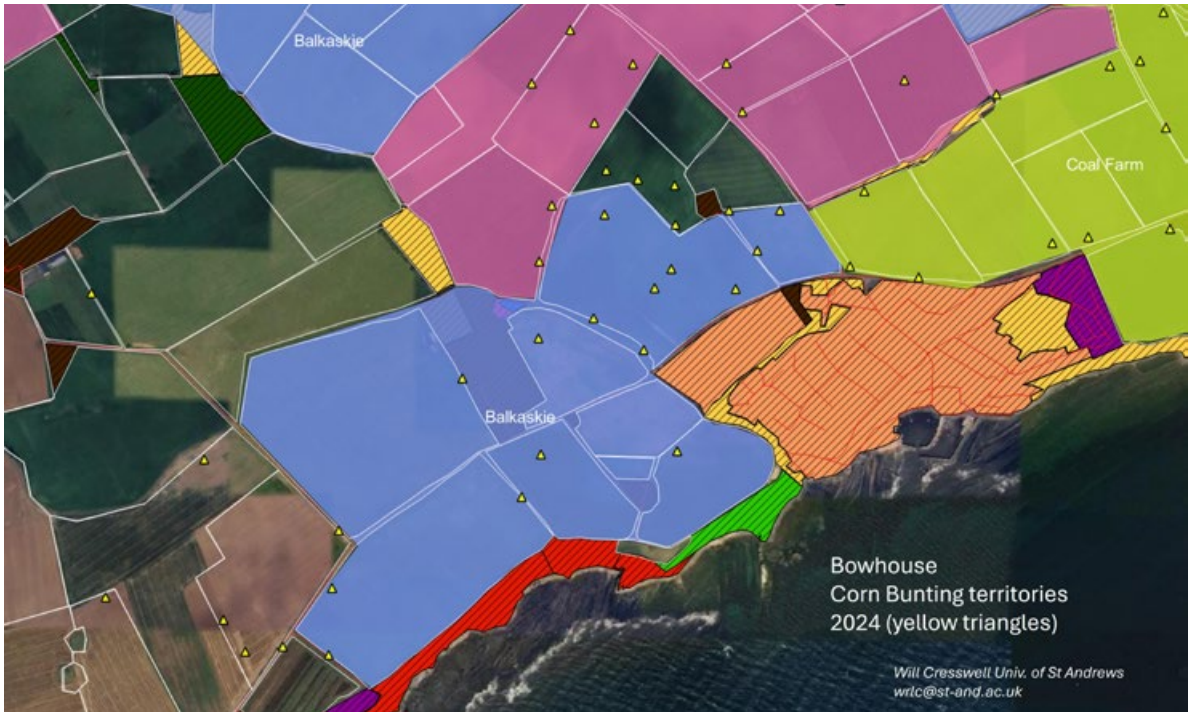 Balkaskie
Coal Farm
Balkaskie
Bowhouse
Corn Bunting territories
2024 (yellow triangles)
Will Cresswell Univ. of St Andrews
wrlc@st-and.ac.uk